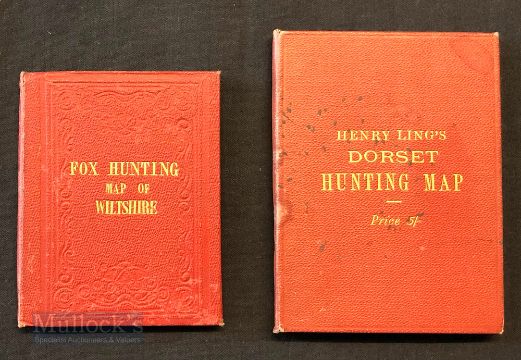 FOX HUNTING
MAP OF
WILTSHIRE
HENRY LING'S
DORSET
HUNTING MAP
Price 5/-
Mullock's
Specialist Auctioneers & Valuers